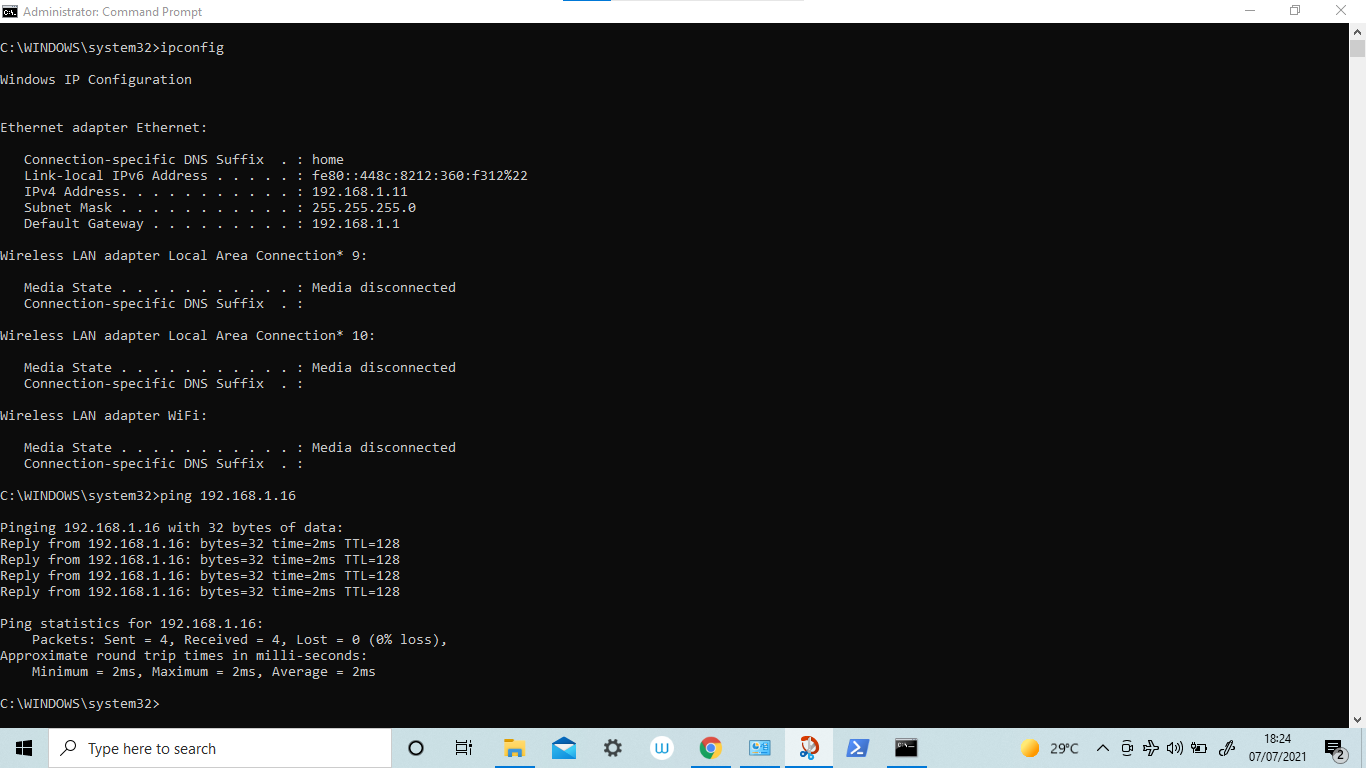 Administrator: Command Prompt
C:\WINDOWS\system32>ipconfig
Windows IP Configuration
Ethernet adapter Ethernet:
Connection-specific DNS Suffix  . : home
Link-local IPv6 Address . . . . . : fe80::448c:8212:360:f312%22
IPv4 Address. . . . . . . . . . . : 192.168.1.11
Subnet Mask . . . . . . . . . . . : 255.255.255.0
Default Gateway . . . . . . . . . : 192.168.1.1
Wireless LAN adapter Local Area Connection* 9:
Media State . . . . . . . . . . . : Media disconnected
Connection-specific DNS Suffix  . :
Wireless LAN adapter Local Area Connection* 10:
Media State . . . . . . . . . . . : Media disconnected
Connection-specific DNS Suffix  . :
Wireless LAN adapter WiFi:
Media State . . . . . . . . . . . : Media disconnected
Connection-specific DNS Suffix  . :
C:\WINDOWS\system32>ping 192.168.1.16
Pinging 192.168.1.16 with 32 bytes of data:
Reply from 192.168.1.16: bytes=32 time=2ms TTL=128
Reply from 192.168.1.16: bytes=32 time=2ms TTL=128
Reply from 192.168.1.16: bytes=32 time=2ms TTL=128
Reply from 192.168.1.16: bytes=32 time=2ms TTL=128
Ping statistics for 192.168.1.16:
Packets: Sent = 4, Received = 4, Lost = 0 (0% loss),
Approximate round trip times in milli-seconds:
Minimum = 2ms, Maximum = 2ms, Average = 2ms
C:\WINDOWS\system32>
Type here to search
29°C
18:24
07/07/2021
2